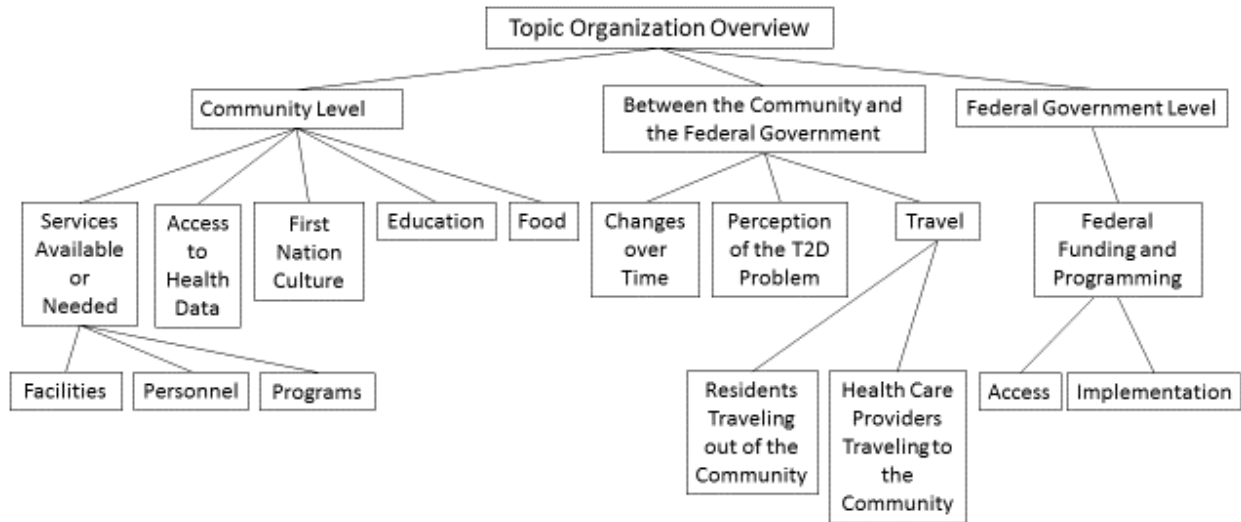 Topic Organization Overview
Community Level
Between the Community and
the Federal Government
Federal Government Level
Services
Available
or
Needed
Access
to
Health
Data
First
Nation
Culture
Education
Food
Changes
over
Time
Perception
of the T2D
Problem
Travel
Federal
Funding and
Programming
Facilities
Personnel
Programs
Residents
Traveling
out of the
Community
Health Care
Providers
Traveling to
the
Community
Access
Implementation